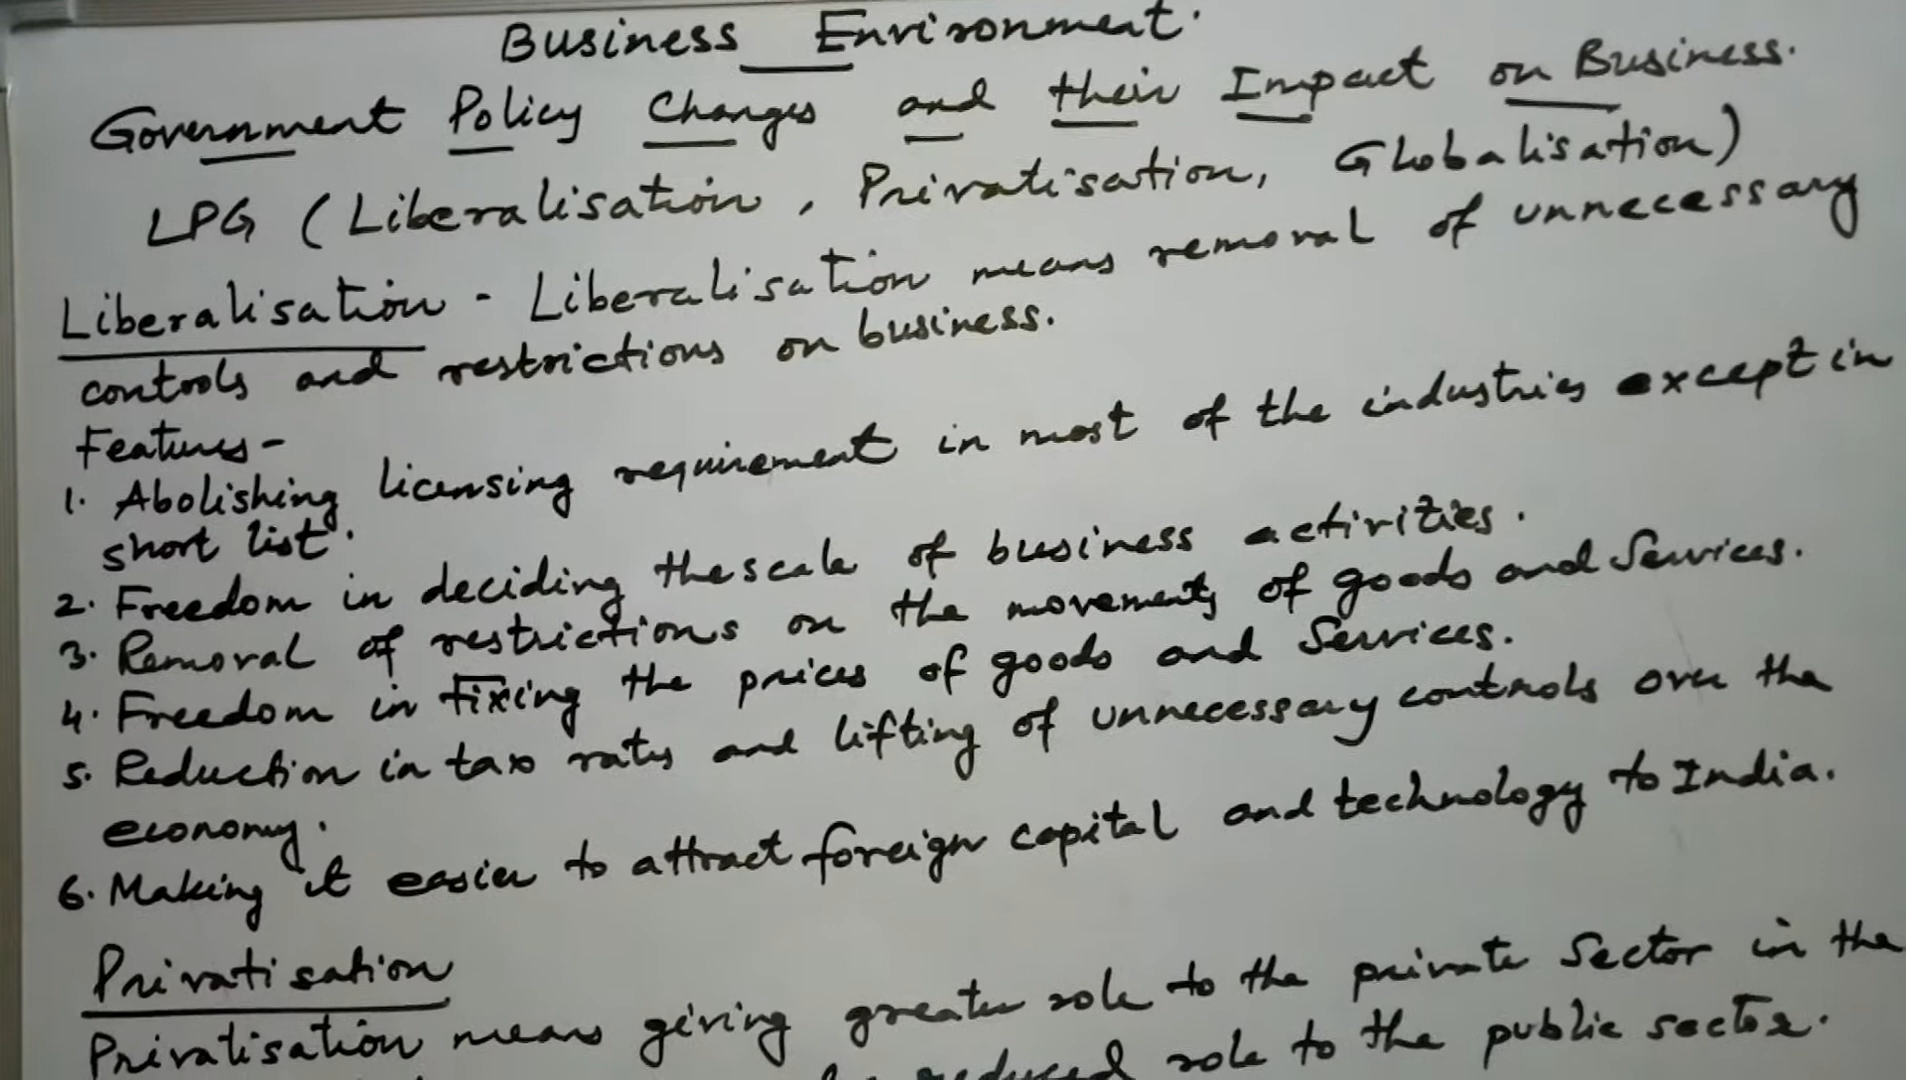 Business Environment.
Government Policy Changes and their Impact on Business.
LPG (Liberalisation, Privatisation, Globalisation)
Liberalisation - Liberalisation means removal of unnecessary
controls and restrictions on business.
Features-
1. Abolishing licensing requirement in most of the industries except in
short list.
2. Freedom in deciding the scale of business activities.
3. Removal of restrictions on the movements of goods and Services.
4. Freedom in fixing the prices of goods and Services.
5. Reduction in tax rates and lifting of unnecessary controls over the
economy.
6. Making it easier to attract foreign capital and technology to India.
Privatisation
Privatisation means giving greater role to the private Sector in the
reduced role to the public sector.